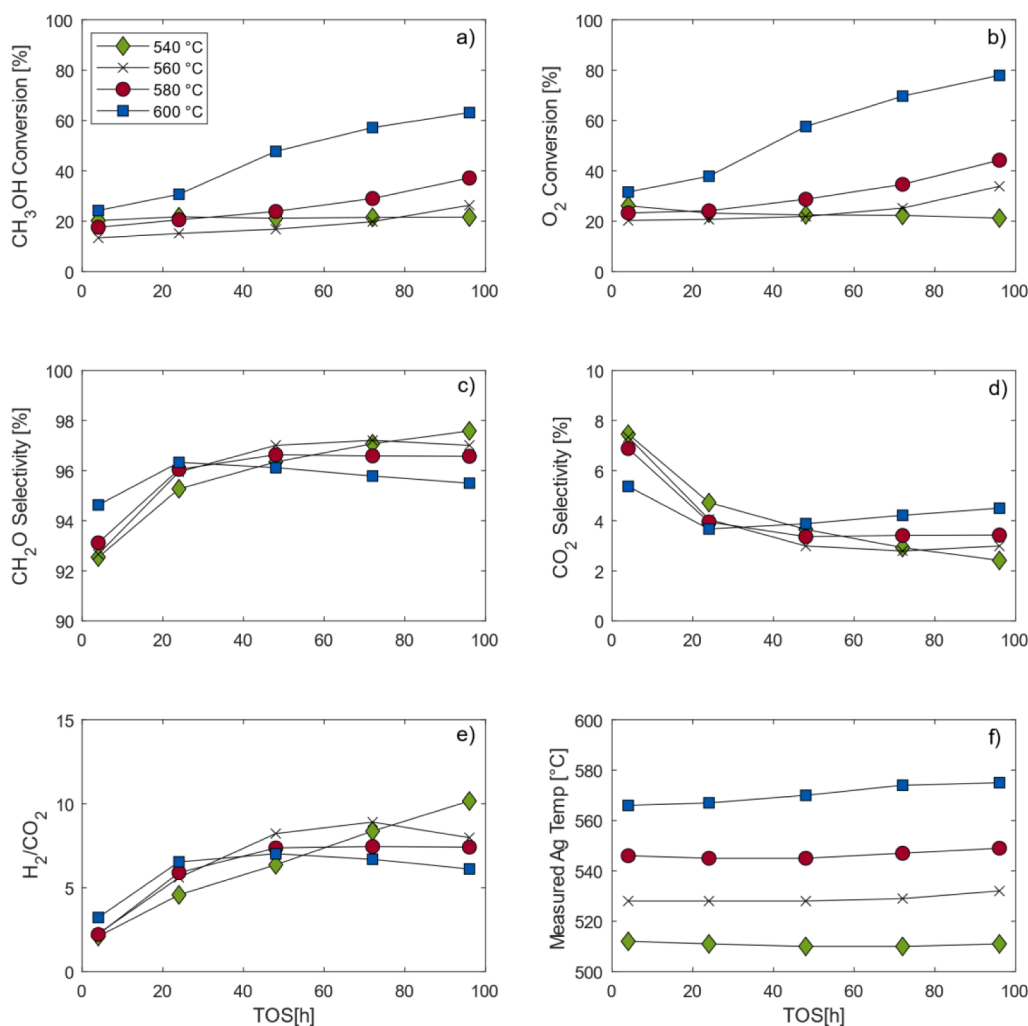 a)
CH3OH Conversion [%]
100
80
60
40
20
0
540 °C
560 °C
580 °C
600 °C
0 20 40 60 80 100
b)
O2 Conversion [%]
100
80
60
40
20
0
0 20 40 60 80 100
c)
CH2O Selectivity [%]
100
98
96
94
92
90
0 20 40 60 80 100
d)
CO2 Selectivity [%]
10
8
6
4
2
0
0 20 40 60 80 100
e)
H2/CO2
15
10
5
0
0 20 40 60 80 100
TOS[h]
f)
Measured Ag Temp [°C]
600
580
560
540
520
500
0 20 40 60 80 100
TOS[h]